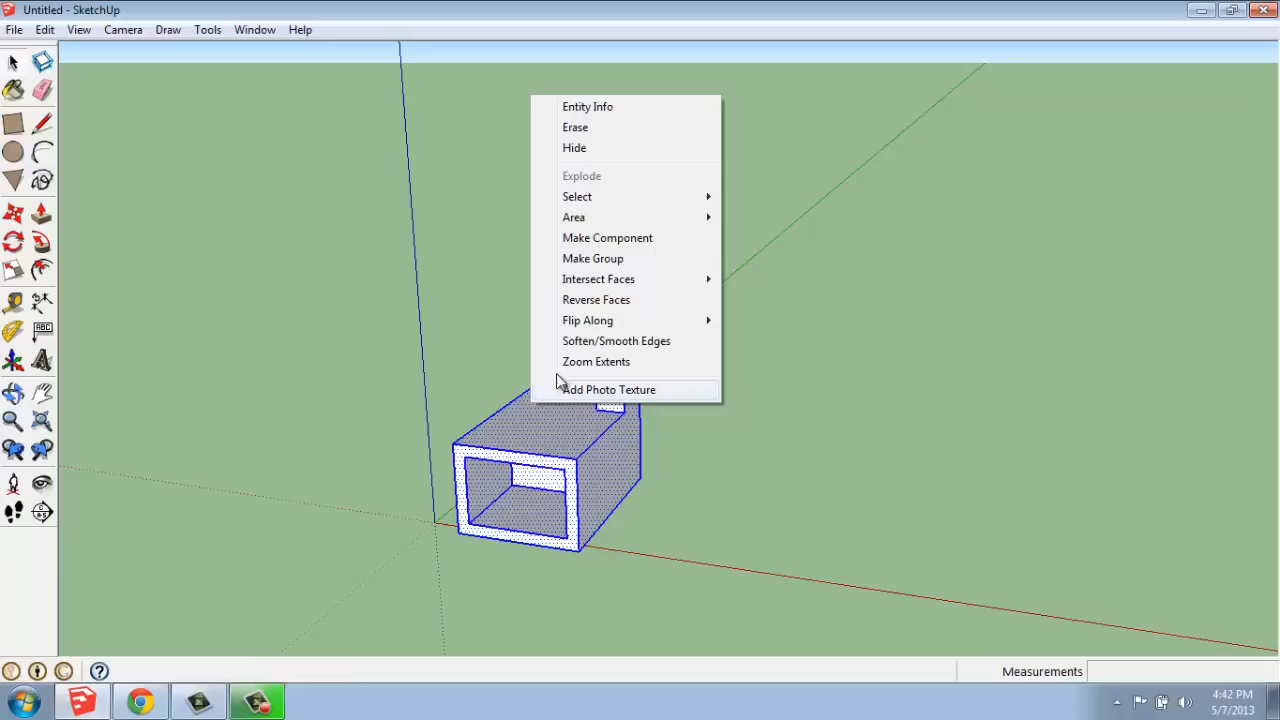 Untitled - SketchUp
File Edit View Camera Draw Tools Window Help
Entity Info
Erase
Hide
Explode
Select
Area
Make Component
Make Group
Intersect Faces
Reverse Faces
Flip Along
Soften/Smooth Edges
Zoom Extents
Add Photo Texture
ABC
Measurements
4:42 PM
5/7/2013